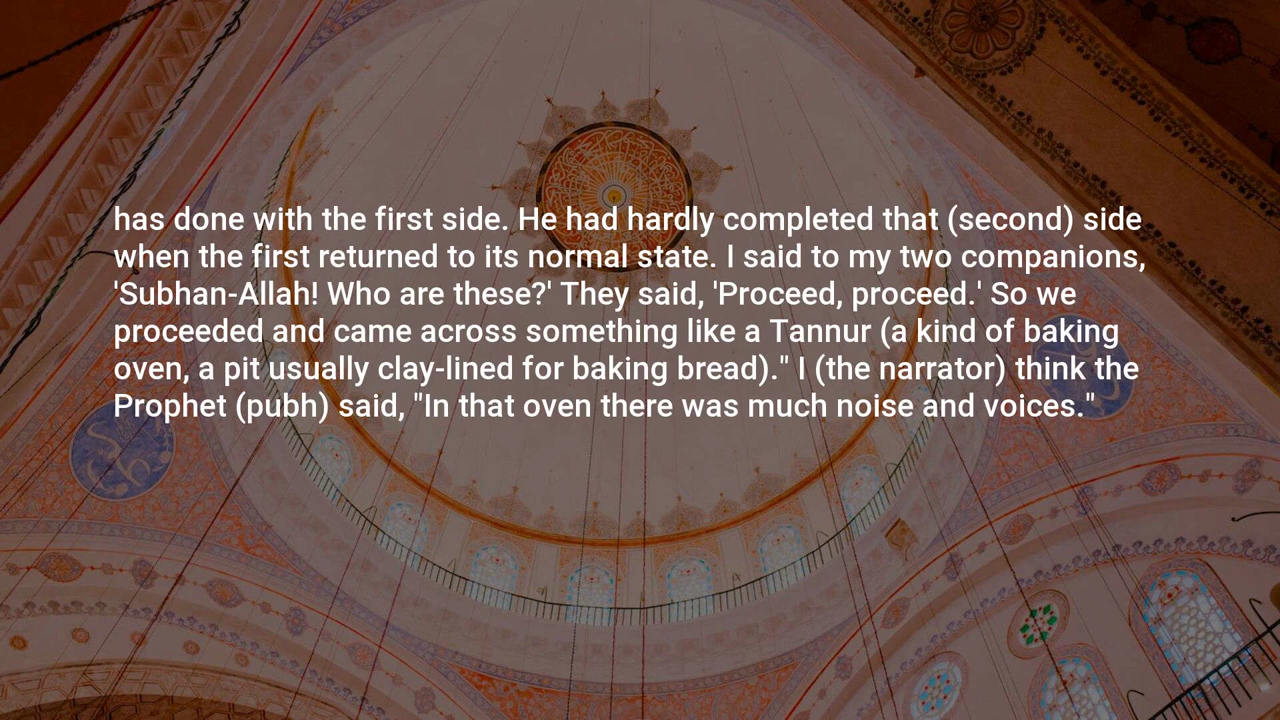 has done with the first side. He had hardly completed that (second) side
when the first returned to its normal state. I said to my two companions,
'Subhan-Allah! Who are these?' They said, 'Proceed, proceed.' So we
proceeded and came across something like a Tannur (a kind of baking
oven, a pit usually clay-lined for baking bread)." I (the narrator) think the
Prophet (pubh) said, "In that oven there was much noise and voices."